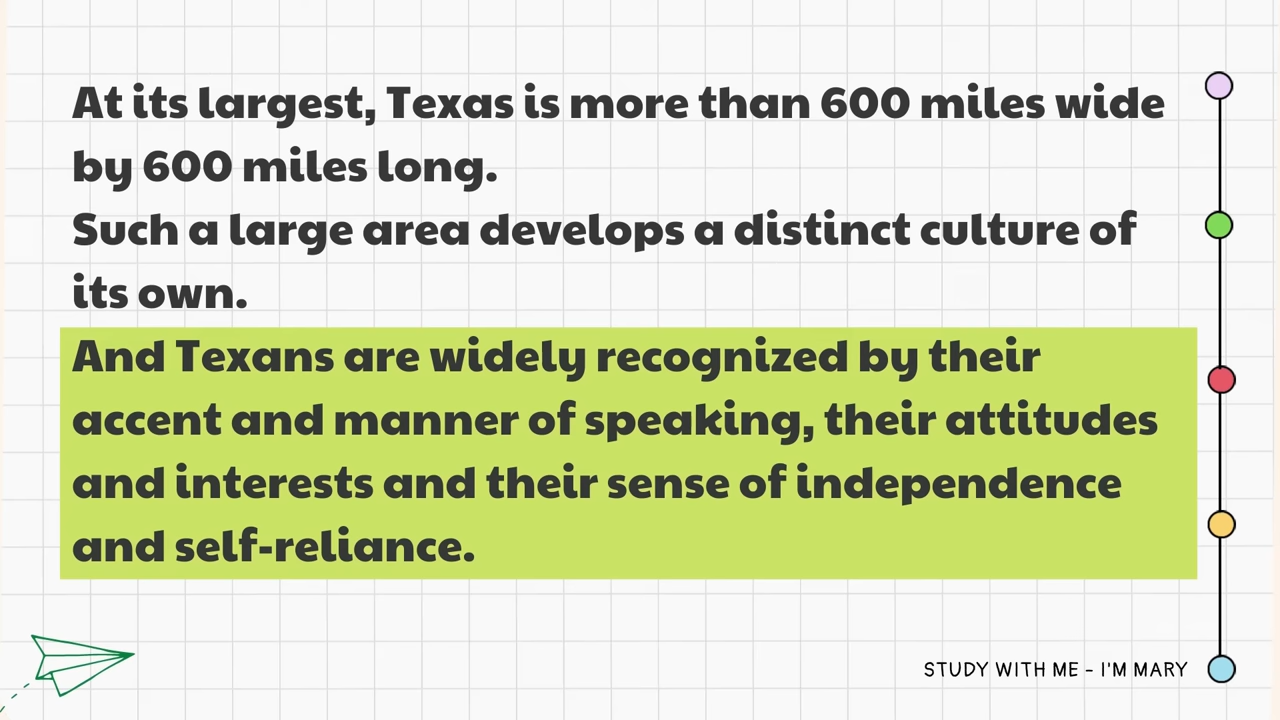 At its largest, Texas is more than 600 miles wide
by 600 miles long.
Such a large area develops a distinct culture of
its own.
And Texans are widely recognized by their
accent and manner of speaking, their attitudes
and interests and their sense of independence
and self-reliance.
STUDY WITH ME - I'M MARY